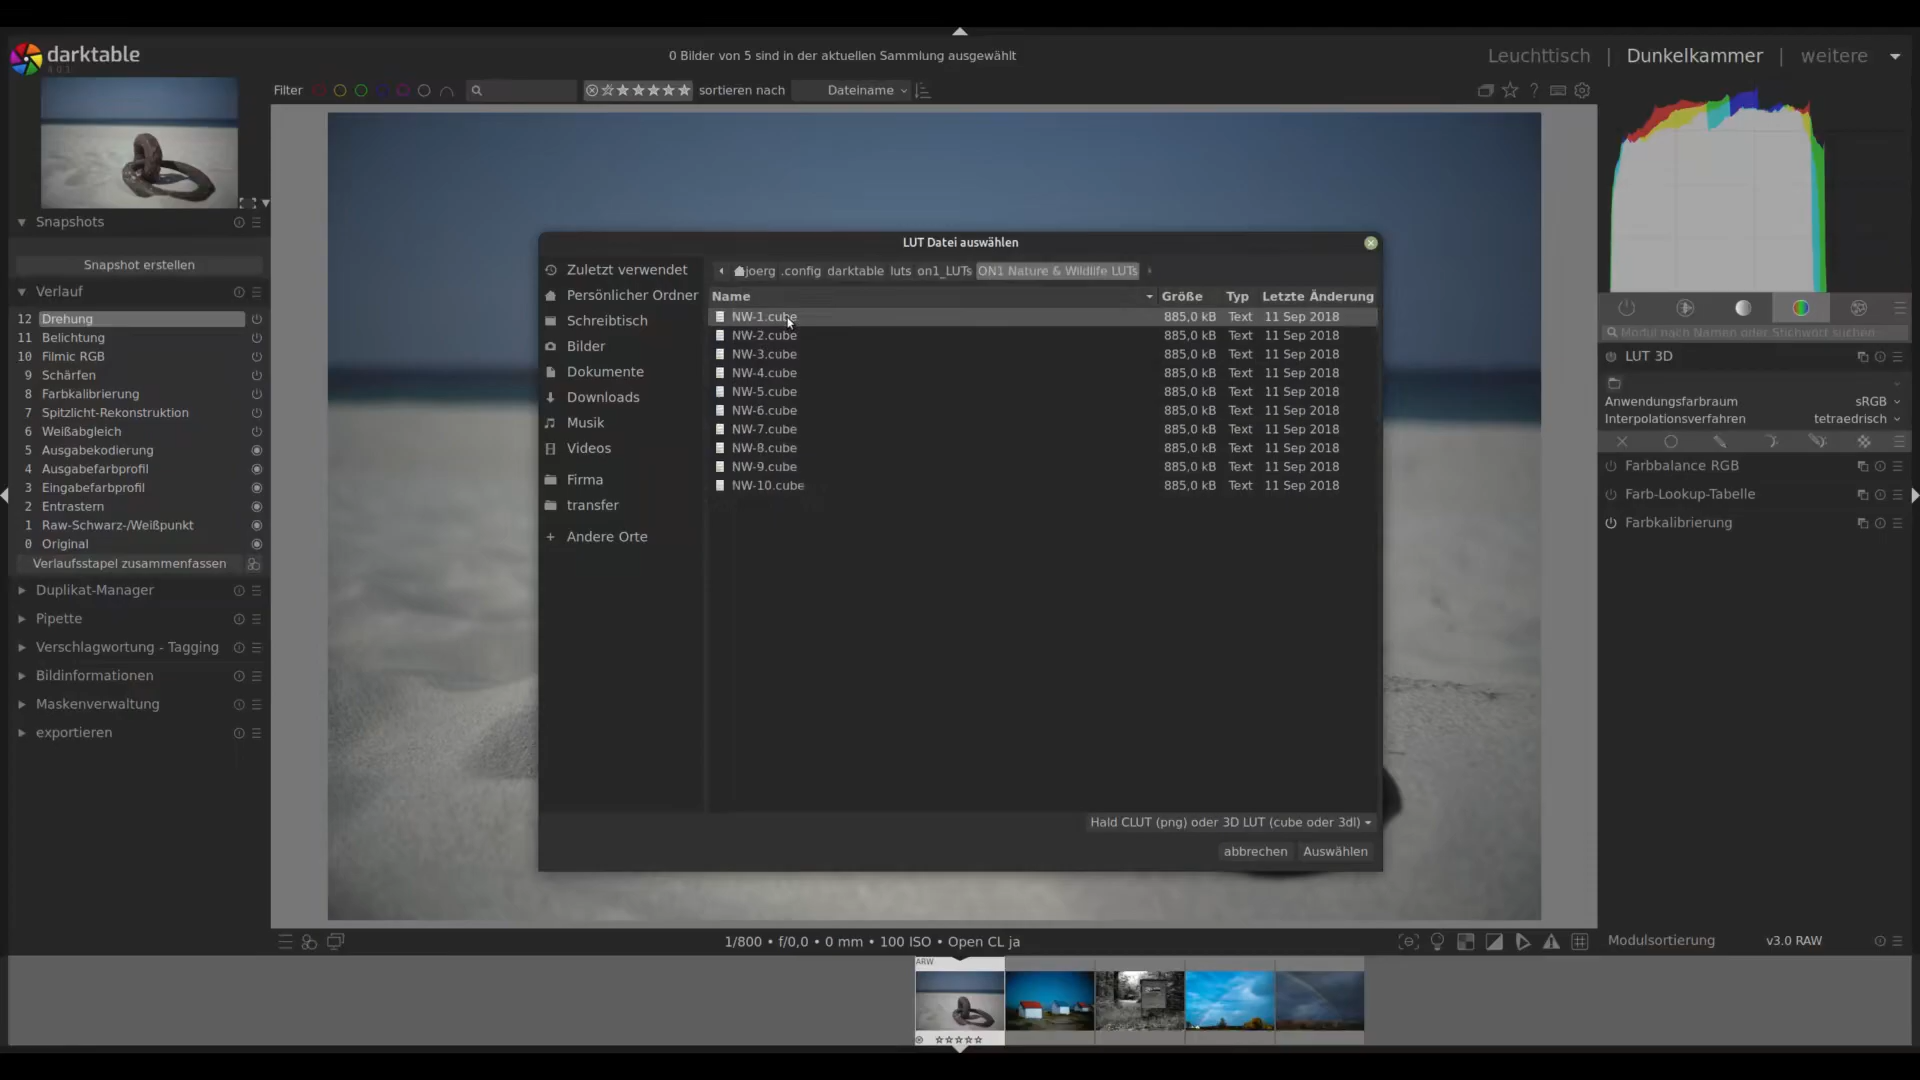 darktable
0 Bilder von 5 sind in der aktuellen Sammlung ausgewählt
Leuchttisch | Dunkelkammer | weitere
Filter
sortieren nach Dateiname
Snapshots
Snapshot erstellen
Verlauf
12 Drehung
11 Belichtung
10 Filmic RGB
9 Schärfen
8 Farbkalibrierung
7 Spitzlicht-Rekonstruktion
6 Weißabgleich
5 Ausgabekodierung
4 Ausgabefarbprofil
3 Eingabefarbprofil
2 Entrastern
1 Raw-Schwarz-/Weißpunkt
0 Original
Verlaufsstapel zusammenfassen
Duplikat-Manager
Pipette
Verschlagwortung - Tagging
Bildinformationen
Maskenverwaltung
exportieren
LUT Datei auswählen
Zuletzt verwendet
Persönlicher Ordner
Schreibtisch
Bilder
Dokumente
Downloads
Musik
Videos
Firma
transfer
+ Andere Orte
joerg .config darktable luts on1_LUTs ON1 Nature & Wildlife LUTs
Name Größe Typ Letzte Änderung
NW-1.cube 885,0 kB Text 11 Sep 2018
NW-2.cube 885,0 kB Text 11 Sep 2018
NW-3.cube 885,0 kB Text 11 Sep 2018
NW-4.cube 885,0 kB Text 11 Sep 2018
NW-5.cube 885,0 kB Text 11 Sep 2018
NW-6.cube 885,0 kB Text 11 Sep 2018
NW-7.cube 885,0 kB Text 11 Sep 2018
NW-8.cube 885,0 kB Text 11 Sep 2018
NW-9.cube 885,0 kB Text 11 Sep 2018
NW-10.cube 885,0 kB Text 11 Sep 2018
Hald CLUT (png) oder 3D LUT (cube oder 3dl)
abbrechen Auswählen
Modul nach Namen oder Stichwort suchen
LUT 3D
Anwendungsfarbraum sRGB
Interpolationsverfahren tetraedrisch
Farbbalance RGB
Farb-Lookup-Tabelle
Farbkalibrierung
1/800 • f/0,0 • 0 mm • 100 ISO • Open CL ja
Modulsortierung v3.0 RAW
ARW